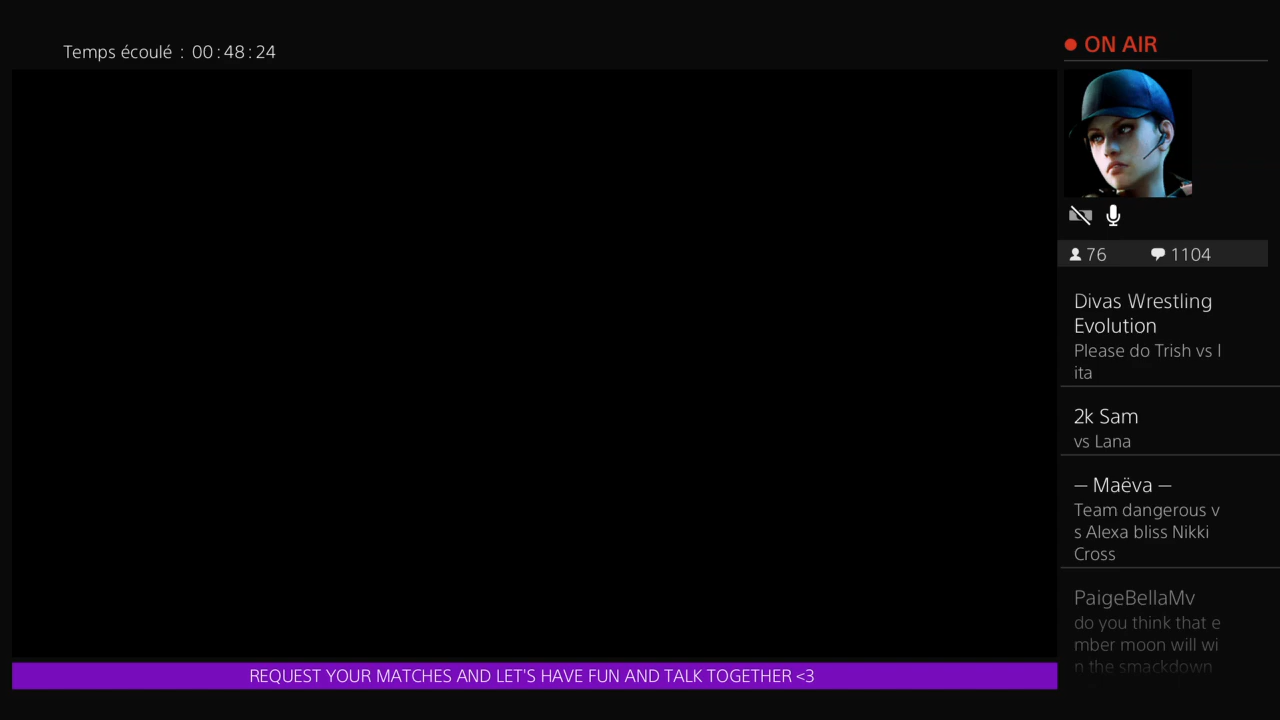 Temps écoulé : 00:48:24
ON AIR
76 1104
Divas Wrestling
Evolution
Please do Trish vs l
ita
2k Sam
vs Lana
— Maëva —
Team dangerous v
s Alexa bliss Nikki
Cross
PaigeBellaMv
do you think that e
mber moon will wi
n the smackdown
REQUEST YOUR MATCHES AND LET'S HAVE FUN AND TALK TOGETHER <3